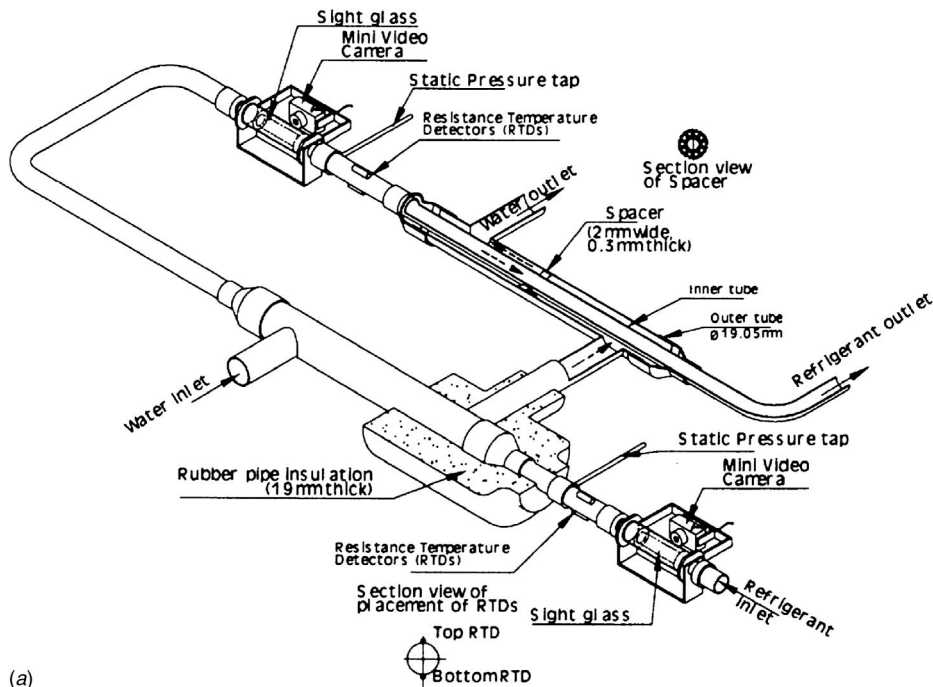 Sight glass
Mini Video
Camera
Static Pressure tap
Resistance Temperature
Detectors (RTDs)
Section view
of Spacer
Water outlet
Spacer
(2mm wide,
0.3mm thick)
Inner tube
Outer tube
ø19.05mm
Refrigerant outlet
Water inlet
Rubber pipe insulation
(19mm thick)
Static Pressure tap
Mini Video
Camera
Resistance Temperature
Detectors (RTDs)
Section view of
placement of RTDs
Sight glass
Refrigerant
inlet
Top RTD
Bottom RTD
(a)